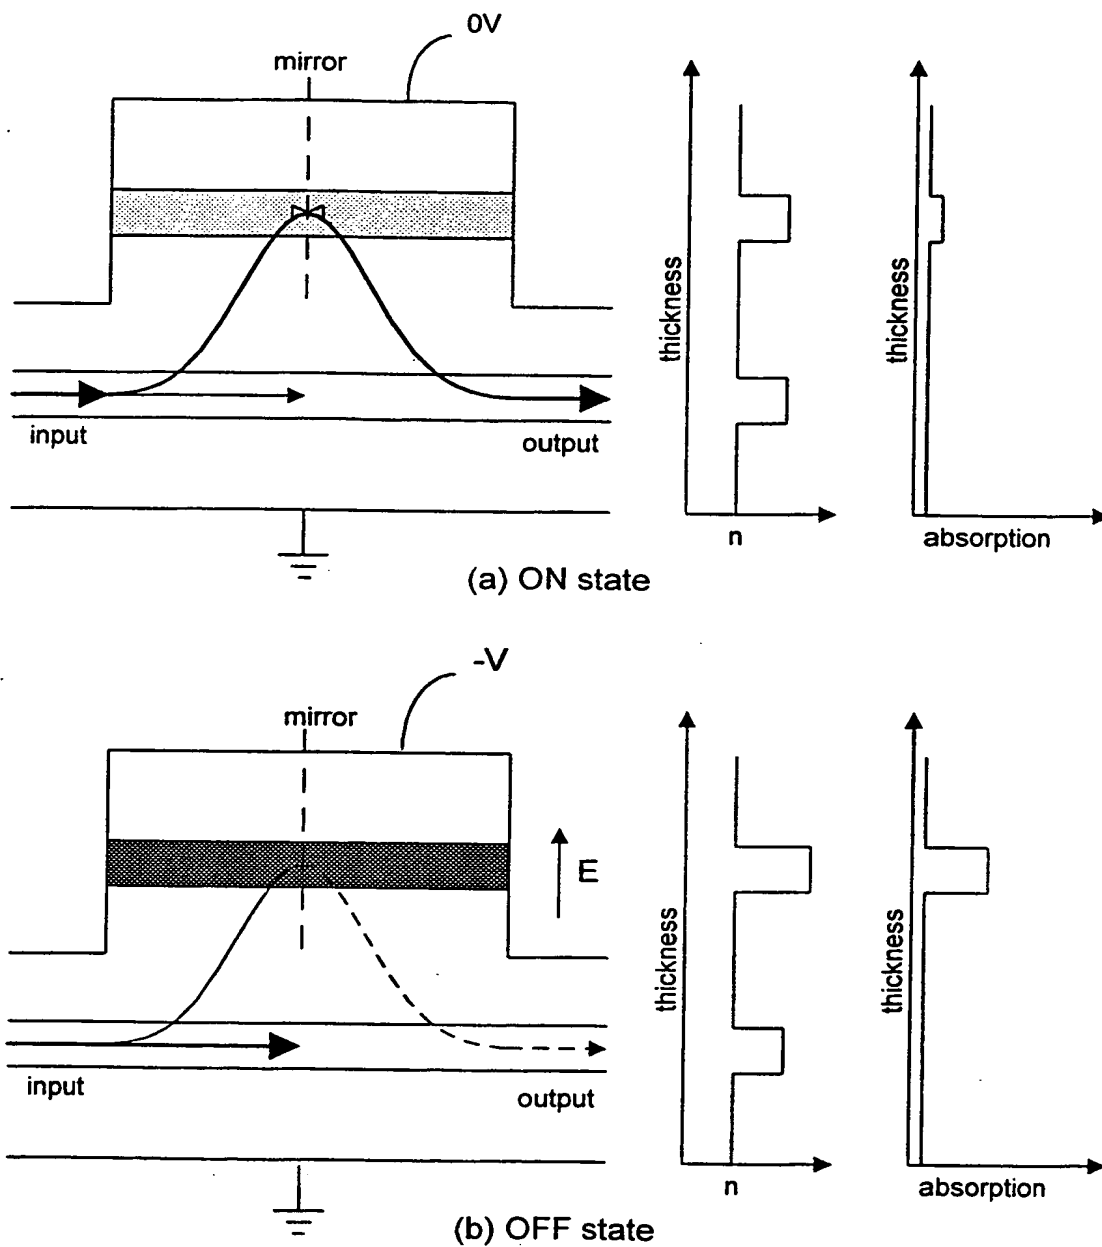 0V
mirror
thickness
thickness
input
output
n
absorption
(a) ON state
-V
mirror
E
thickness
thickness
input
output
n
absorption
(b) OFF state